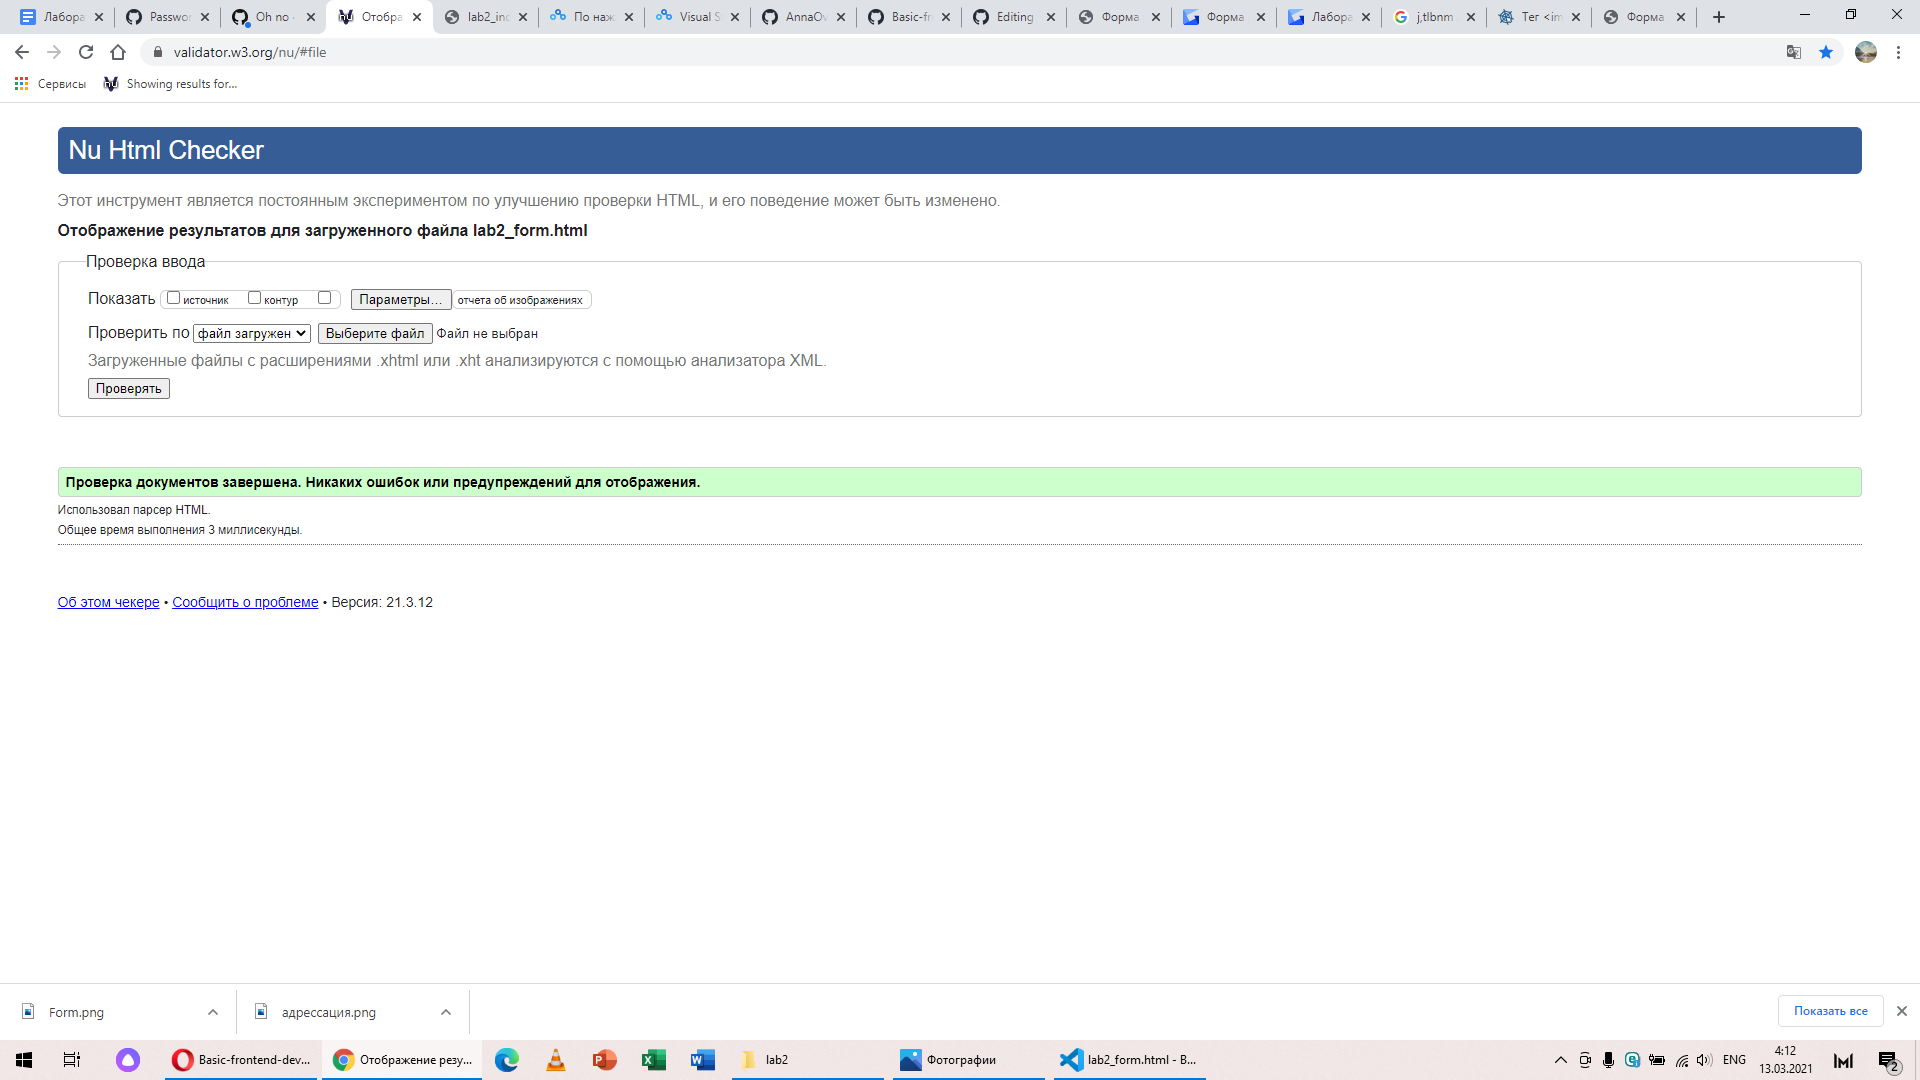 Лабора Passwor Oh no Отобра lab2_in По наж Visual S AnnaOv Basic-fr Editing Форма Форма Лабора j,tlbnm Тег <im Форма
validator.w3.org/nu/#file
Сервисы Showing results for...
Nu Html Checker
Этот инструмент является постоянным экспериментом по улучшению проверки HTML, и его поведение может быть изменено.
Отображение результатов для загруженного файла lab2_form.html
Проверка ввода
Показать источник контур Параметры... отчета об изображениях
Проверить по файл загружен Выберите файл Файл не выбран
Загруженные файлы с расширениями .xhtml или .xht анализируются с помощью анализатора XML.
Проверять
Проверка документов завершена. Никаких ошибок или предупреждений для отображения.
Использовал парсер HTML.
Общее время выполнения 3 миллисекунды.
Об этом чекере • Сообщить о проблеме • Версия: 21.3.12
Form.png адрессация.png Показать все
Basic-frontend-dev... Отображение резу... lab2 Фотографии lab2_form.html - B... ENG 4:12
13.03.2021 2